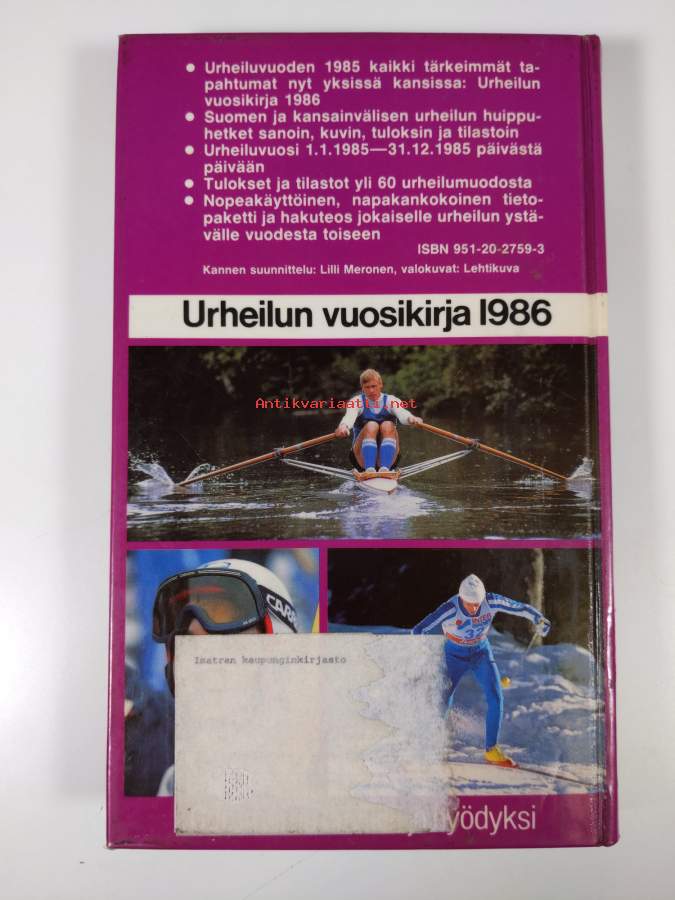 • Urheiluvuoden 1985 kaikki tärkeimmät ta-
pahtumat nyt yksissä kansissa: Urheilun
vuosikirja 1986
• Suomen ja kansainvälisen urheilun huippu-
hetket sanoin, kuvin, tuloksin ja tilastoin
• Urheiluvuosi 1.1.1985—31.12.1985 päivästä
päivään
• Tulokset ja tilastot yli 60 urheilumuodosta
• Nopeakäyttöinen, napakankokoinen tieto-
paketti ja hakuteos jokaiselle urheilun ystä-
välle vuodesta toiseen
ISBN 951-20-2759-3
Kannen suunnittelu: Lilli Meronen, valokuvat: Lehtikuva
Urheilun vuosikirja 1986
Antikvariaatti.net
CARR
32
Imatran kaupunginkirjasto
yödyksi